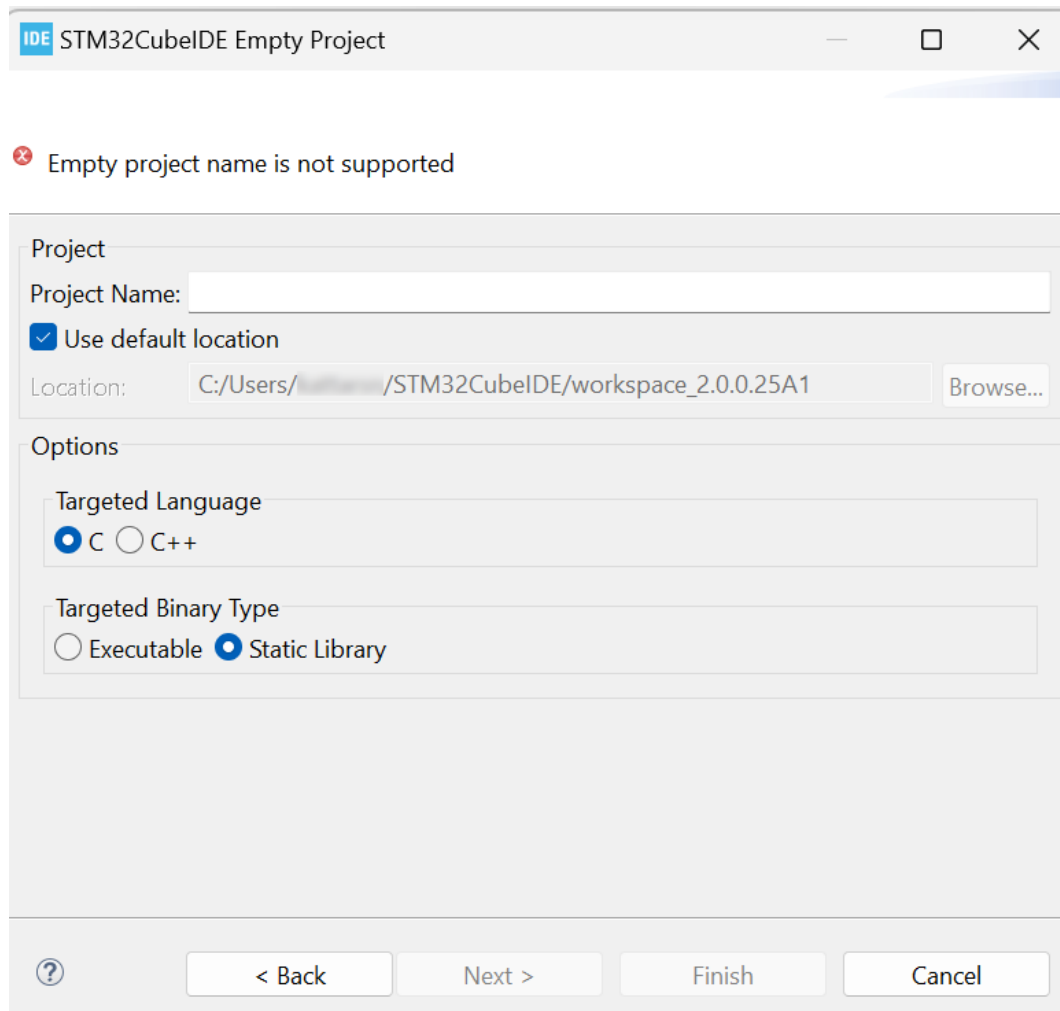 IDE STM32CubeIDE Empty Project
Empty project name is not supported
Project
Project Name:
Use default location
Location: C:/Users/ /STM32CubeIDE/workspace_2.0.0.25A1 Browse...
Options
Targeted Language
C C++
Targeted Binary Type
Executable Static Library
? < Back Next > Finish Cancel